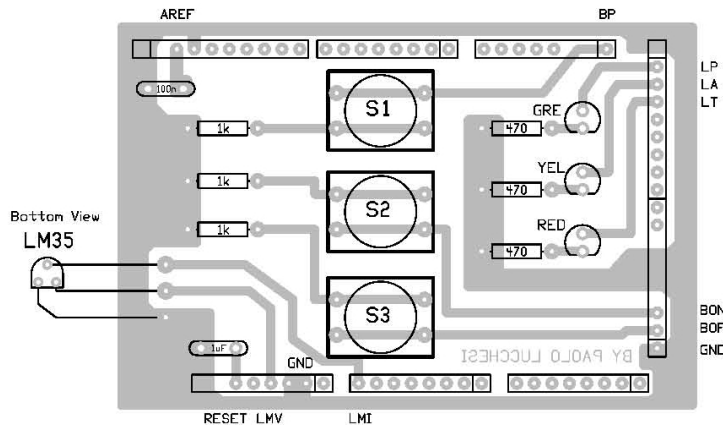 AREF
BP
LP
LA
LT
100n
S1
GRE
1k
470
YEL
1k
470
S2
Bottom View
LM35
1k
RED
470
S3
BON
BOF
GND
1uF
GND
BY PAOLO LUCCHESI
RESET LMV
LMI